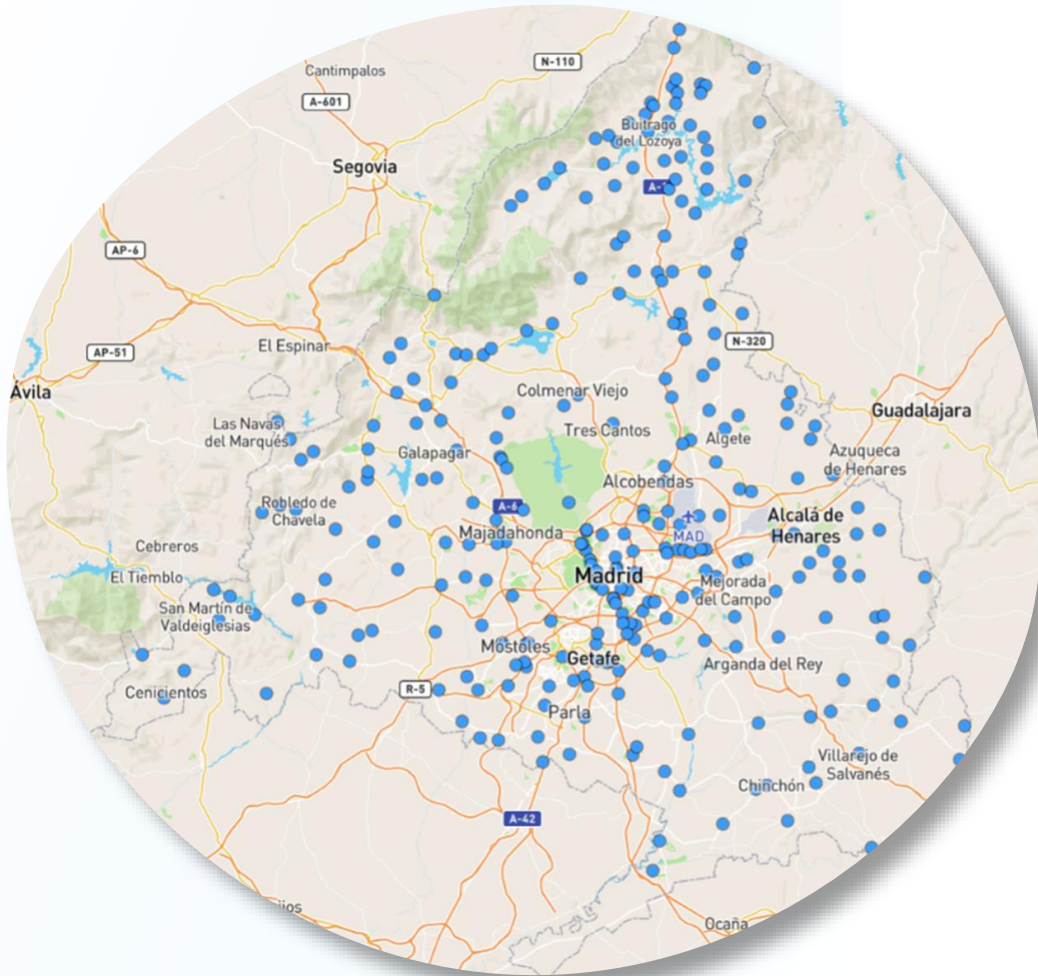 N-110
Cantimpalos
A-601
Buitrago
del Lozoya
Segovia
AP-6
El Espinar
N-320
AP-51
Ávila
Colmenar Viejo
Guadalajara
Las Navas
del Marqués
Tres Cantos
Algete
Galapagar
Azuqueca
de Henares
Alcobendas
A-6
Robledo de
Chavela
Alcalá de
Henares
Majadahonda
MAD
Cebreros
El Tiemblo
Madrid
Mejorada
del Campo
San Martín de
Valdeiglesias
Móstoles
Getafe
Arganda del Rey
Cenicientos
R-5
Parla
Villarejo de
Salvanés
Chinchón
A-42
Ocaña